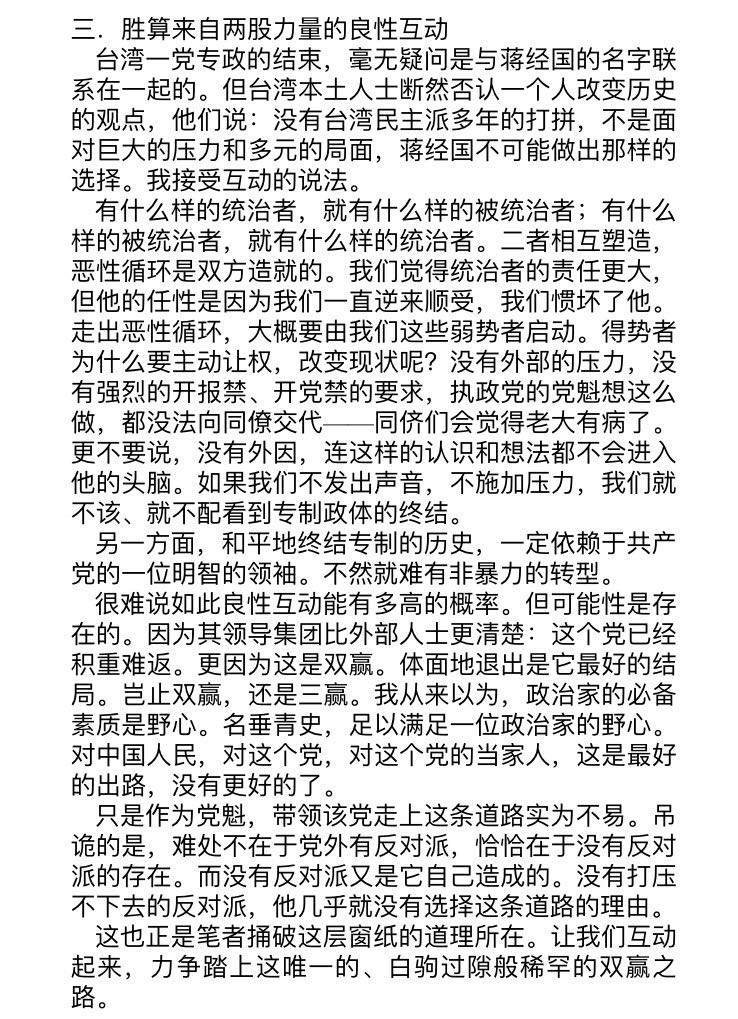 三．胜算来自两股力量的良性互动
台湾一党专政的结束，毫无疑问是与蒋经国的名字联
系在一起的。但台湾本土人士断然否认一个人改变历史
的观点，他们说：没有台湾民主派多年的打拼，不是面
对巨大的压力和多元的局面，蒋经国不可能做出那样的
选择。我接受互动的说法。
有什么样的统治者，就有什么样的被统治者；有什么
样的被统治者，就有什么样的统治者。二者相互塑造，
恶性循环是双方造就的。我们觉得统治者的责任更大，
但他的任性是因为我们一直逆来顺受，我们惯坏了他。
走出恶性循环，大概要由我们这些弱势者启动。得势者
为什么要主动让权，改变现状呢？没有外部的压力，没
有强烈的开报禁、开党禁的要求，执政党的党魁想这么
做，都没法向同僚交代——同侪们会觉得老大有病了。
更不要说，没有外因，连这样的认识和想法都不会进入
他的头脑。如果我们不发出声音，不施加压力，我们就
不该、就不配看到专制政体的终结。
另一方面，和平地终结专制的历史，一定依赖于共产
党的一位明智的领袖。不然就难有非暴力的转型。
很难说如此良性互动能有多高的概率。但可能性是存
在的。因为其领导集团比外部人士更清楚：这个党已经
积重难返。更因为这是双赢。体面地退出是它最好的结
局。岂止双赢，还是三赢。我从来以为，政治家的必备
素质是野心。名垂青史，足以满足一位政治家的野心。
对中国人民，对这个党，对这个党的当家人，这是最好
的出路，没有更好的了。
只是作为党魁，带领该党走上这条道路实为不易。吊
诡的是，难处不在于党外有反对派，恰恰在于没有反对
派的存在。而没有反对派又是它自己造成的。没有打压
不下去的反对派，他几乎就没有选择这条道路的理由。
这也正是笔者捅破这层窗纸的道理所在。让我们互动
起来，力争踏上这唯一的、白驹过隙般稀罕的双赢之
路。